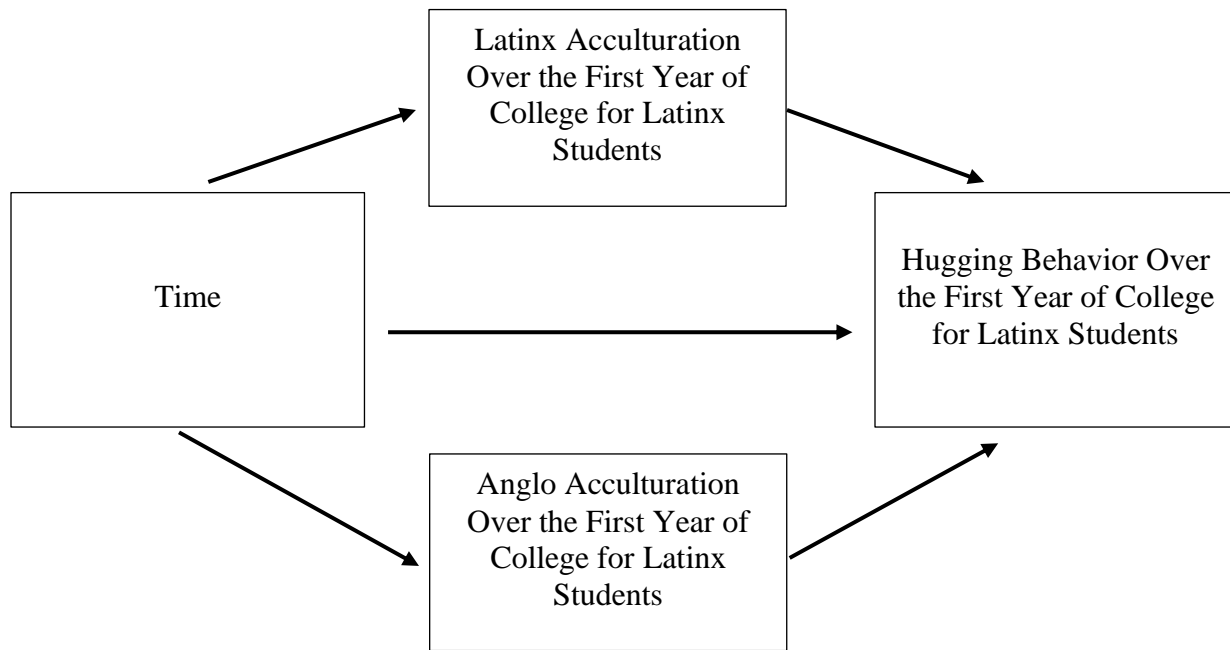 Latinx Acculturation
Over the First Year of
College for Latinx
Students
Time
Hugging Behavior Over
the First Year of College
for Latinx Students
Anglo Acculturation
Over the First Year of
College for Latinx
Students